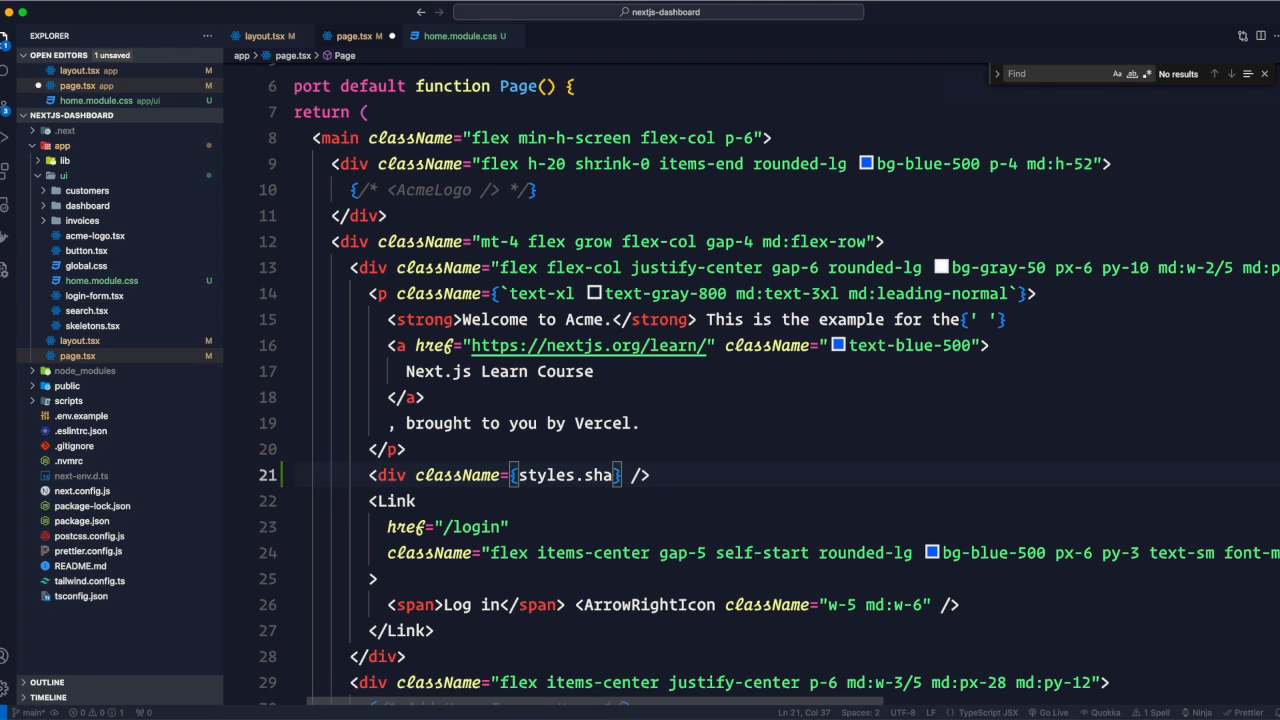 nextjs-dashboard
EXPLORER
OPEN EDITORS 1 unsaved
layout.tsx app M
page.tsx app M
home.module.css app/ui U
NEXTJS-DASHBOARD
.next
app
lib
ui
customers
dashboard
invoices
acme-logo.tsx
button.tsx
global.css
home.module.css U
login-form.tsx
search.tsx
skeletons.tsx
layout.tsx M
page.tsx M
node_modules
public
scripts
.env.example
.eslintrc.json
.gitignore
.nvmrc
next-env.d.ts
next.config.js
package-lock.json
package.json
postcss.config.js
prettier.config.js
README.md
tailwind.config.ts
tsconfig.json
OUTLINE
TIMELINE
layout.tsx M page.tsx M home.module.css U
app > page.tsx > Page
Find Aa ab No results
6 port default function Page() {
7 return (
8 <main className="flex min-h-screen flex-col p-6">
9 <div className="flex h-20 shrink-0 items-end rounded-lg bg-blue-500 p-4 md:h-52">
10 {/* <AcmeLogo /> */}
11 </div>
12 <div className="mt-4 flex grow flex-col gap-4 md:flex-row">
13 <div className="flex flex-col justify-center gap-6 rounded-lg bg-gray-50 px-6 py-10 md:w-2/5 md:p
14 <p className={`text-xl text-gray-800 md:text-3xl md:leading-normal`}>
15 <strong>Welcome to Acme.</strong> This is the example for the{' '}
16 <a href="https://nextjs.org/learn/" className="text-blue-500">
17 Next.js Learn Course
18 </a>
19 , brought to you by Vercel.
20 </p>
21 <div className={styles.sha} />
22 <Link
23 href="/login"
24 className="flex items-center gap-5 self-start rounded-lg bg-blue-500 px-6 py-3 text-sm font-m
25 >
26 <span>Log in</span> <ArrowRightIcon className="w-5 md:w-6" />
27 </Link>
28 </div>
29 <div className="flex items-center justify-center p-6 md:w-3/5 md:px-28 md:py-12">
main* 0 0 1 0 Ln 21, Col 37 Spaces: 2 UTF-8 LF {} TypeScript JSX Go Live Quokka 1 Spell Ninja Prettier